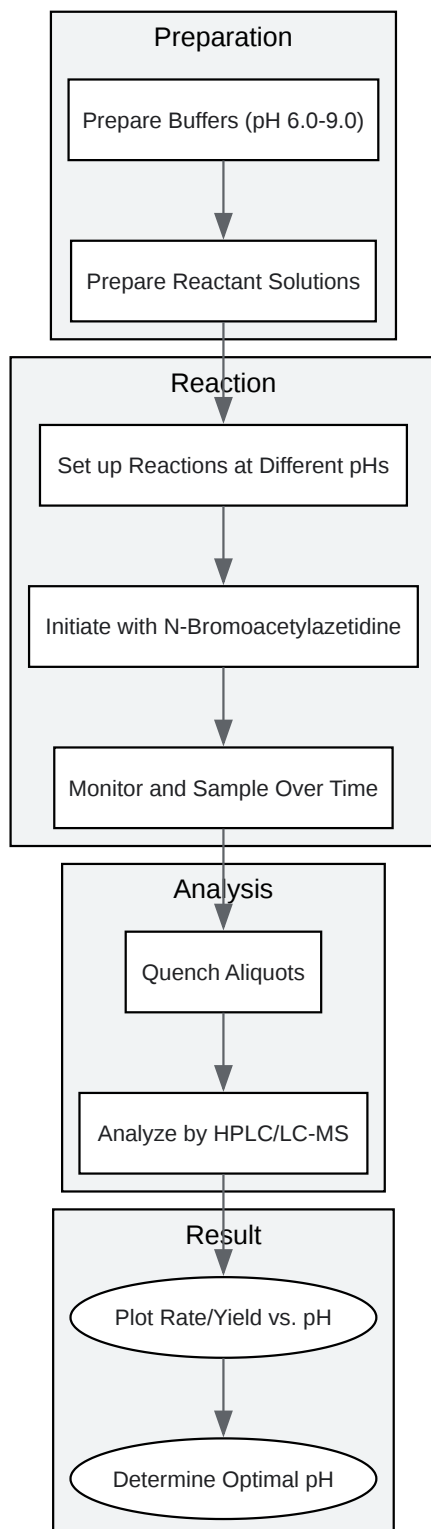 Preparation
Prepare Buffers (pH 6.0-9.0)
Prepare Reactant Solutions
Reaction
Set up Reactions at Different pHs
Initiate with N-Bromoacetylazetidine
Monitor and Sample Over Time
Analysis
Quench Aliquots
Analyze by HPLC/LC-MS
Result
Plot Rate/Yield vs. pH
Determine Optimal pH